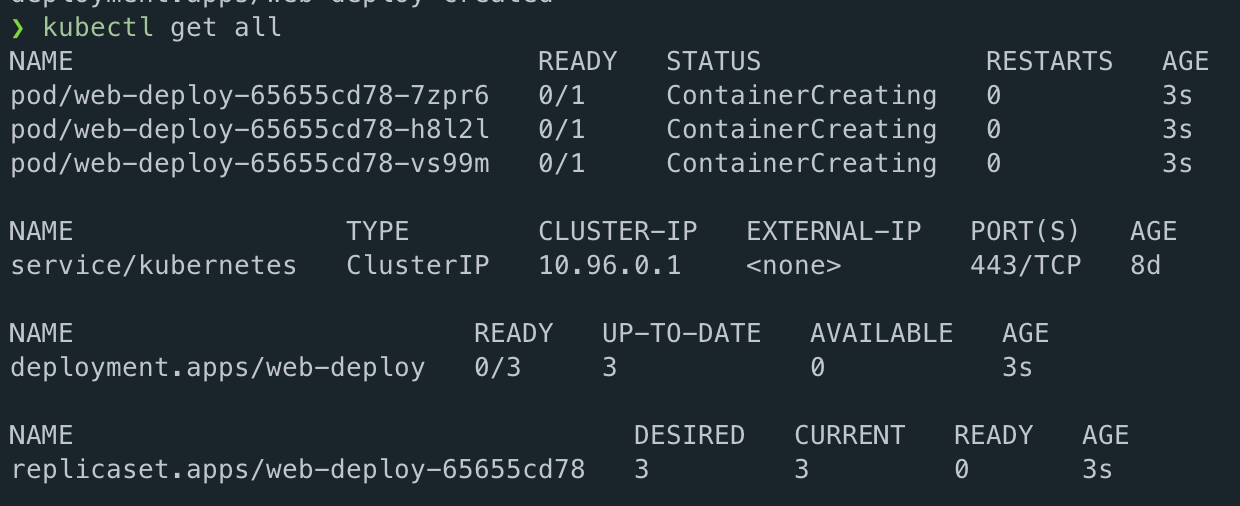 deployment.apps/web-deploy created
❯ kubectl get all
NAME                             READY   STATUS              RESTARTS   AGE
pod/web-deploy-65655cd78-7zpr6   0/1     ContainerCreating   0          3s
pod/web-deploy-65655cd78-h8l2l   0/1     ContainerCreating   0          3s
pod/web-deploy-65655cd78-vs99m   0/1     ContainerCreating   0          3s

NAME                 TYPE        CLUSTER-IP   EXTERNAL-IP   PORT(S)   AGE
service/kubernetes   ClusterIP   10.96.0.1    <none>        443/TCP   8d

NAME                         READY   UP-TO-DATE   AVAILABLE   AGE
deployment.apps/web-deploy   0/3     3            0           3s

NAME                                   DESIRED   CURRENT   READY   AGE
replicaset.apps/web-deploy-65655cd78   3         3         0       3s